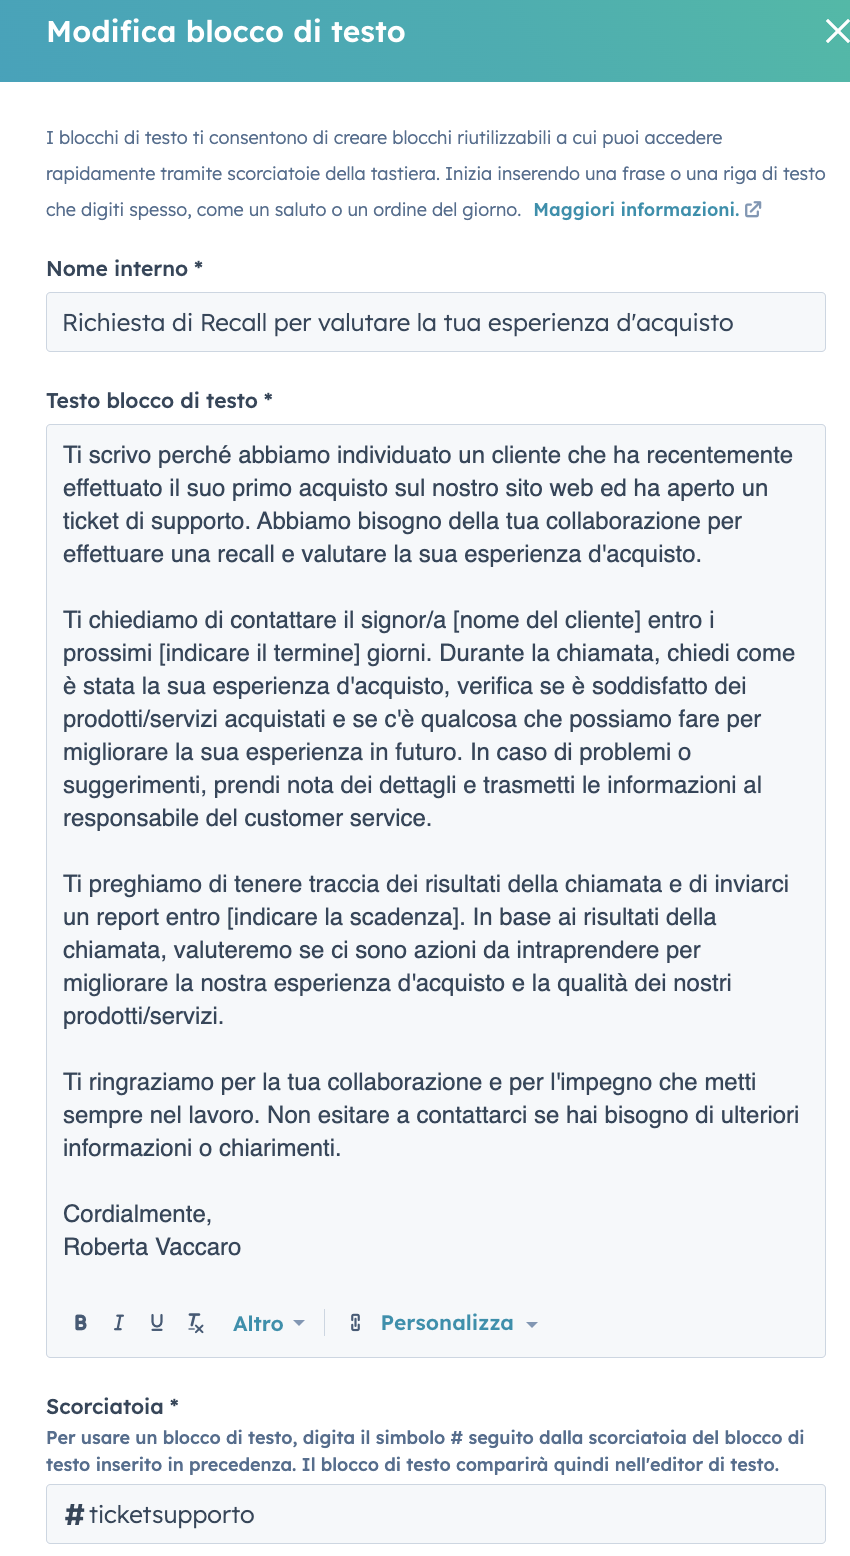 Modifica blocco di testo
I blocchi di testo ti consentono di creare blocchi riutilizzabili a cui puoi accedere
rapidamente tramite scorciatoie della tastiera. Inizia inserendo una frase o una riga di testo
che digiti spesso, come un saluto o un ordine del giorno. Maggiori informazioni.
Nome interno *
Richiesta di Recall per valutare la tua esperienza d'acquisto
Testo blocco di testo *
Ti scrivo perché abbiamo individuato un cliente che ha recentemente
effettuato il suo primo acquisto sul nostro sito web ed ha aperto un
ticket di supporto. Abbiamo bisogno della tua collaborazione per
effettuare una recall e valutare la sua esperienza d'acquisto.
Ti chiediamo di contattare il signor/a [nome del cliente] entro i
prossimi [indicare il termine] giorni. Durante la chiamata, chiedi come
è stata la sua esperienza d'acquisto, verifica se è soddisfatto dei
prodotti/servizi acquistati e se c'è qualcosa che possiamo fare per
migliorare la sua esperienza in futuro. In caso di problemi o
suggerimenti, prendi nota dei dettagli e trasmetti le informazioni al
responsabile del customer service.
Ti preghiamo di tenere traccia dei risultati della chiamata e di inviarci
un report entro [indicare la scadenza]. In base ai risultati della
chiamata, valuteremo se ci sono azioni da intraprendere per
migliorare la nostra esperienza d'acquisto e la qualità dei nostri
prodotti/servizi.
Ti ringraziamo per la tua collaborazione e per l'impegno che metti
sempre nel lavoro. Non esitare a contattarci se hai bisogno di ulteriori
informazioni o chiarimenti.
Cordialmente,
Roberta Vaccaro
B I U Tx Altro Personalizza
Scorciatoia *
Per usare un blocco di testo, digita il simbolo # seguito dalla scorciatoia del blocco di
testo inserito in precedenza. Il blocco di testo comparirà quindi nell'editor di testo.
#ticketsupporto